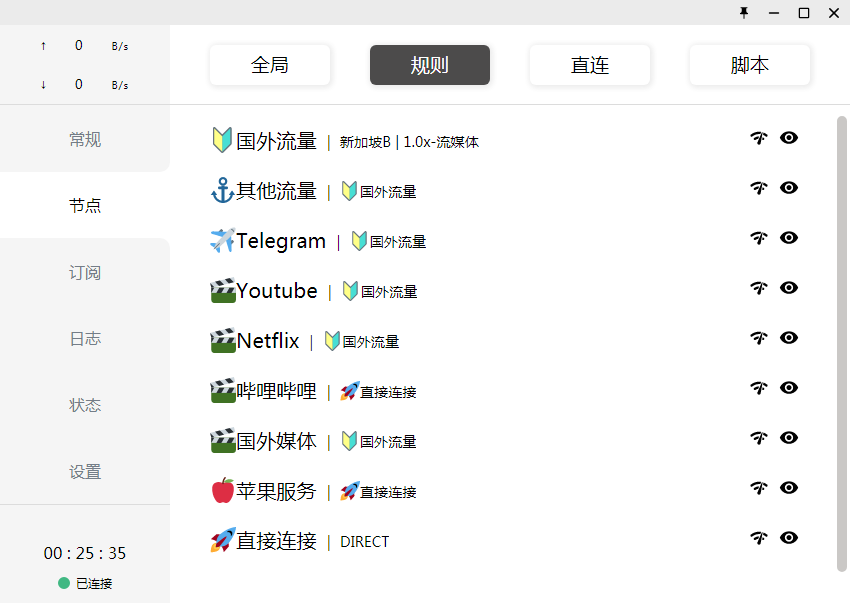 ↑ 0 B/s
↓ 0 B/s
常规
节点
订阅
日志
状态
设置
00 : 25 : 35
已连接
全局 规则 直连 脚本
🔰国外流量 | 新加坡B | 1.0x-流媒体
⚓其他流量 | 🔰国外流量
✈️Telegram | 🔰国外流量
🎬Youtube | 🔰国外流量
🎬Netflix | 🔰国外流量
🎬哔哩哔哩 | 🚀直接连接
🎬国外媒体 | 🔰国外流量
🍎苹果服务 | 🚀直接连接
🚀直接连接 | DIRECT